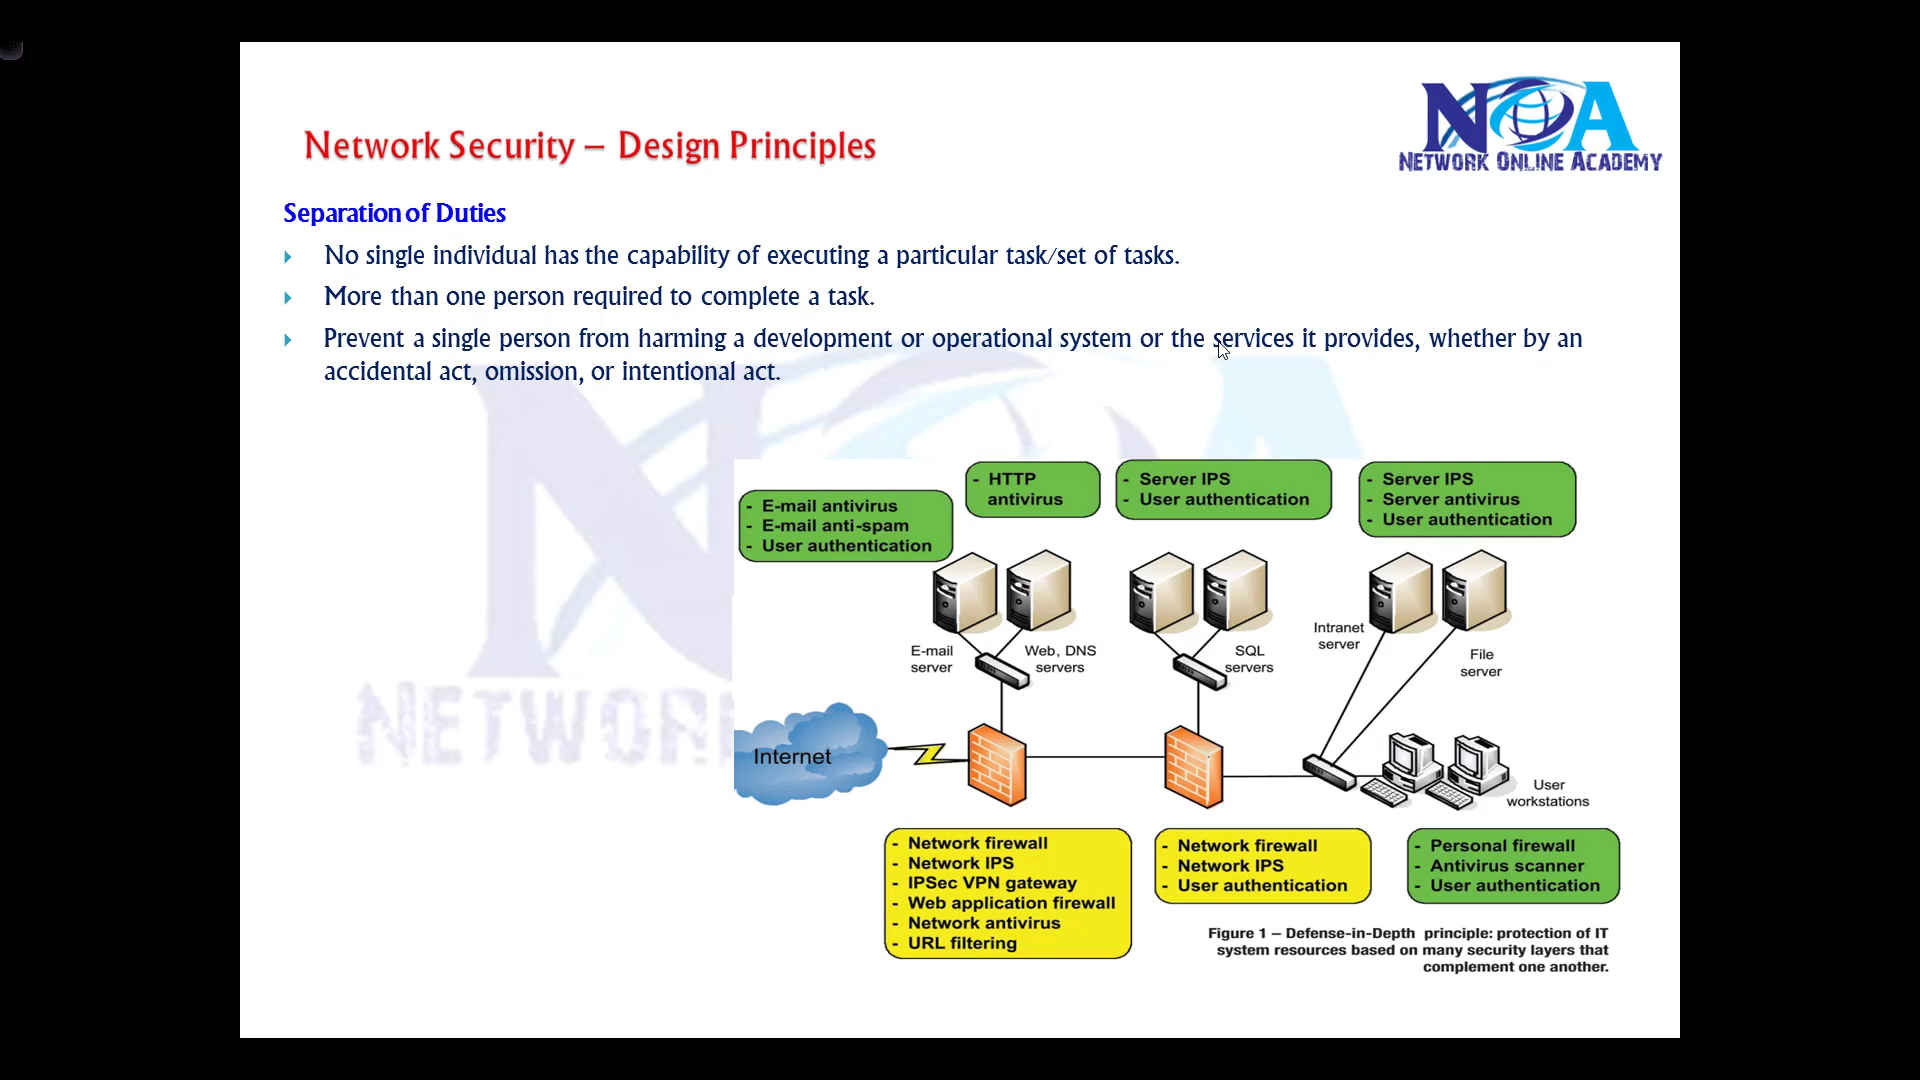 NOA
NETWORK ONLINE ACADEMY
Network Security – Design Principles
Separation of Duties
No single individual has the capability of executing a particular task/set of tasks.
More than one person required to complete a task.
Prevent a single person from harming a development or operational system or the services it provides, whether by an
accidental act, omission, or intentional act.
- E-mail antivirus
- E-mail anti-spam
- User authentication
- HTTP
antivirus
- Server IPS
- User authentication
- Server IPS
- Server antivirus
- User authentication
E-mail
server
Web, DNS
servers
SQL
servers
Intranet
server
File
server
Internet
User
workstations
- Network firewall
- Network IPS
- IPSec VPN gateway
- Web application firewall
- Network antivirus
- URL filtering
- Network firewall
- Network IPS
- User authentication
- Personal firewall
- Antivirus scanner
- User authentication
Figure 1 – Defense-in-Depth principle: protection of IT
system resources based on many security layers that
complement one another.
N A
NETWOR